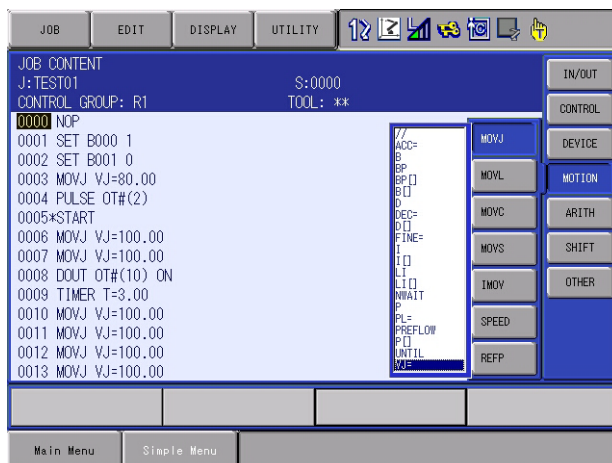 JOB EDIT DISPLAY UTILITY
JOB CONTENT
J:TEST01 S:0000
CONTROL GROUP: R1 TOOL: **
0000 NOP
0001 SET B000 1
0002 SET B001 0
0003 MOVJ VJ=80.00
0004 PULSE OT#(2)
0005*START
0006 MOVJ VJ=100.00
0007 MOVJ VJ=100.00
0008 DOUT OT#(10) ON
0009 TIMER T=3.00
0010 MOVJ VJ=100.00
0011 MOVJ VJ=100.00
0012 MOVJ VJ=100.00
0013 MOVJ VJ=100.00
//
ACC=
B
BP
BP[]
B[]
D
DEC=
D[]
FINE=
I
I[]
LI
LI[]
NWAIT
P
PL=
PREFLOW
P[]
UNTIL
VJ=
MOVJ
MOVL
MOVC
MOVS
IMOV
SPEED
REFP
IN/OUT
CONTROL
DEVICE
MOTION
ARITH
SHIFT
OTHER
Main Menu Simple Menu